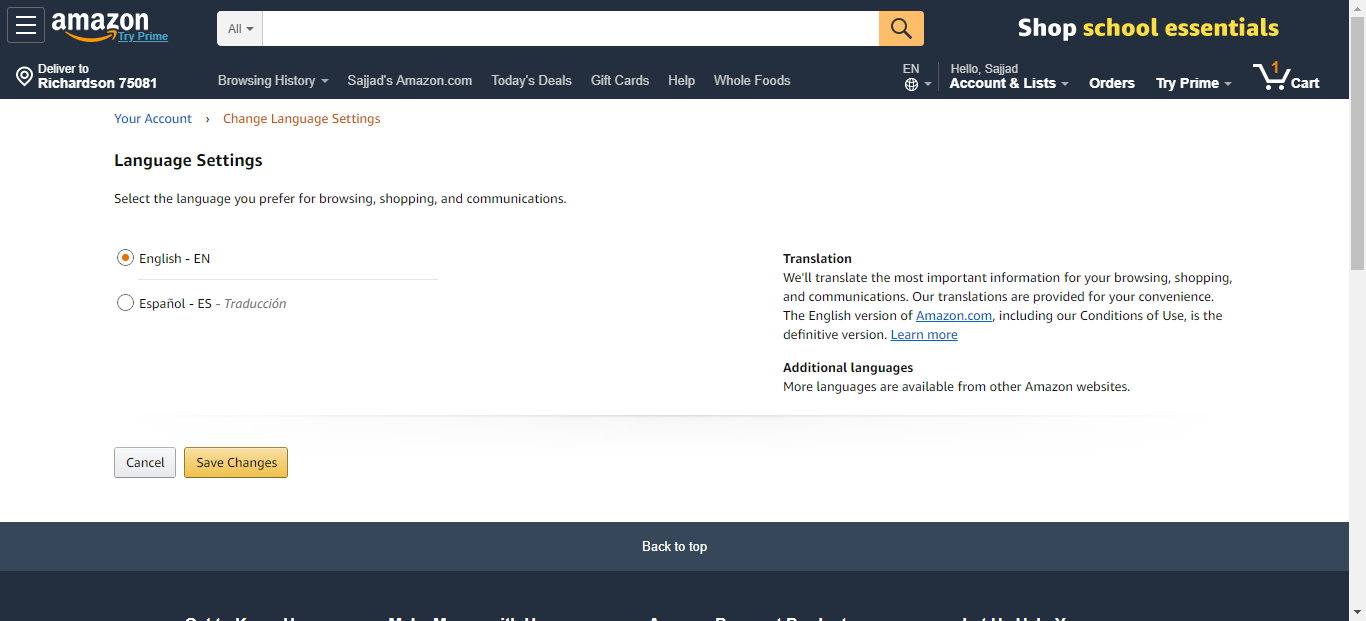 amazon
Try Prime
All
Shop school essentials
Deliver to
Richardson 75081
Browsing History
Sajjad's Amazon.com
Today's Deals
Gift Cards
Help
Whole Foods
EN
Hello, Sajjad
Account & Lists
Orders
Try Prime
1
Cart
Your Account › Change Language Settings
Language Settings
Select the language you prefer for browsing, shopping, and communications.
English - EN
Español - ES - Traducción
Translation
We'll translate the most important information for your browsing, shopping,
and communications. Our translations are provided for your convenience.
The English version of Amazon.com, including our Conditions of Use, is the
definitive version. Learn more
Additional languages
More languages are available from other Amazon websites.
Cancel
Save Changes
Back to top